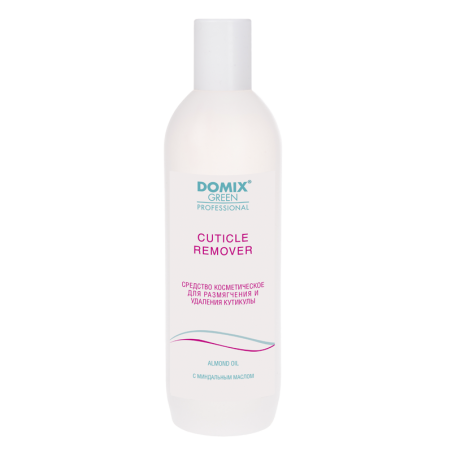 DOMIX®
GREEN
PROFESSIONAL
CUTICLE
REMOVER
СРЕДСТВО КОСМЕТИЧЕСКОЕ
ДЛЯ РАЗМЯГЧЕНИЯ И
УДАЛЕНИЯ КУТИКУЛЫ
ALMOND OIL
С МИНДАЛЬНЫМ МАСЛОМ